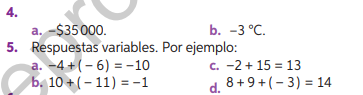 4.
a. –$35 000.
b. –3 °C.
5. Respuestas variables. Por ejemplo:
a. –4 + ( – 6) = –10
c. –2 + 15 = 13
b. 10 + ( – 11) = –1
d. 8 + 9 + ( – 3) = 14